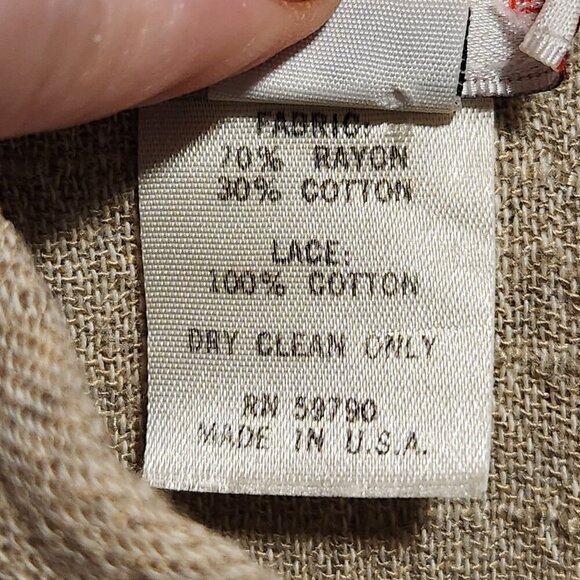 FABRIC:
70% RAYON
30% COTTON
LACE:
100% COTTON
DRY CLEAN ONLY
RN 59790
MADE IN U.S.A.